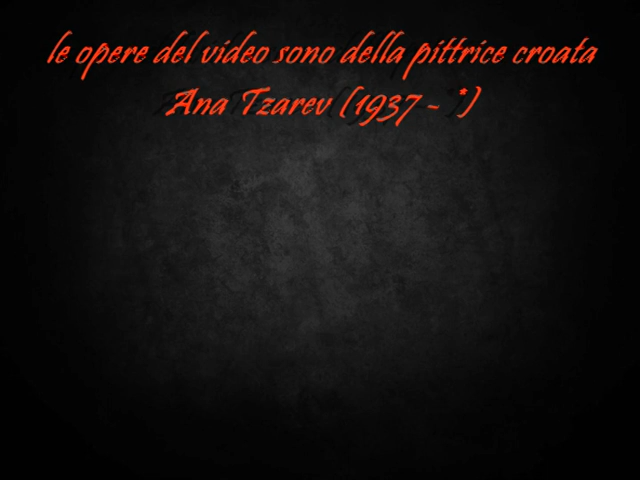 le opere del video sono della pittrice croata
Ana Tzarev (1937 - *)